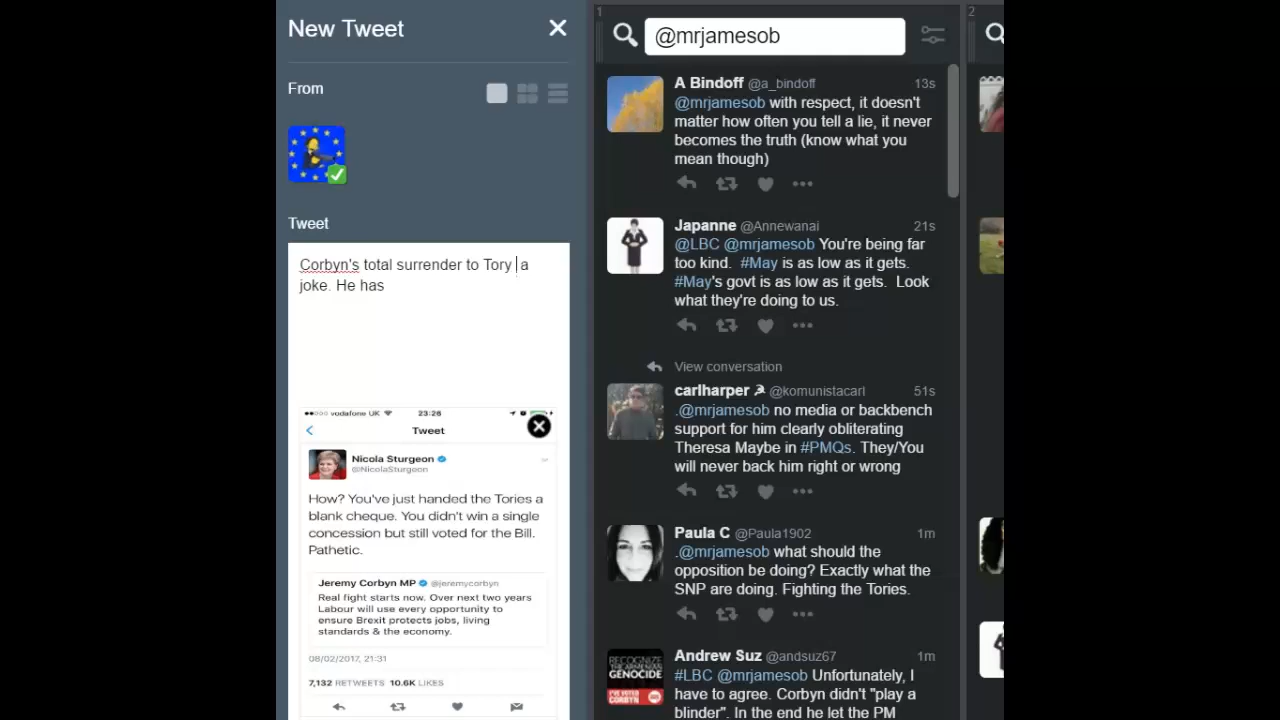 New Tweet
From
Tweet
Corbyn's total surrender to Tory a
joke. He has
vodafone UK
23:26
Tweet
Nicola Sturgeon
@NicolaSturgeon
How? You've just handed the Tories a
blank cheque. You didn't win a single
concession but still voted for the Bill.
Pathetic.
Jeremy Corbyn MP @jeremycorbyn
Real fight starts now. Over next two years
Labour will use every opportunity to
ensure Brexit protects jobs, living
standards & the economy.
08/02/2017, 21:31
7,132 RETWEETS 10.6K LIKES
1
@mrjamesob
A Bindoff @a_bindoff 13s
@mrjamesob with respect, it doesn't
matter how often you tell a lie, it never
becomes the truth (know what you
mean though)
Japanne @Annewanai 21s
@LBC @mrjamesob You're being far
too kind. #May is as low as it gets.
#May's govt is as low as it gets. Look
what they're doing to us.
View conversation
carlharper @komunistacarl 51s
.@mrjamesob no media or backbench
support for him clearly obliterating
Theresa Maybe in #PMQs. They/You
will never back him right or wrong
Paula C @Paula1902 1m
.@mrjamesob what should the
opposition be doing? Exactly what the
SNP are doing. Fighting the Tories.
RECOGNIZE
THE ARMENIAN
GENOCIDE
I'VE VOTED
CORBYN
Andrew Suz @andsuz67 1m
#LBC @mrjamesob Unfortunately, I
have to agree. Corbyn didn't "play a
blinder". In the end he let the PM
2